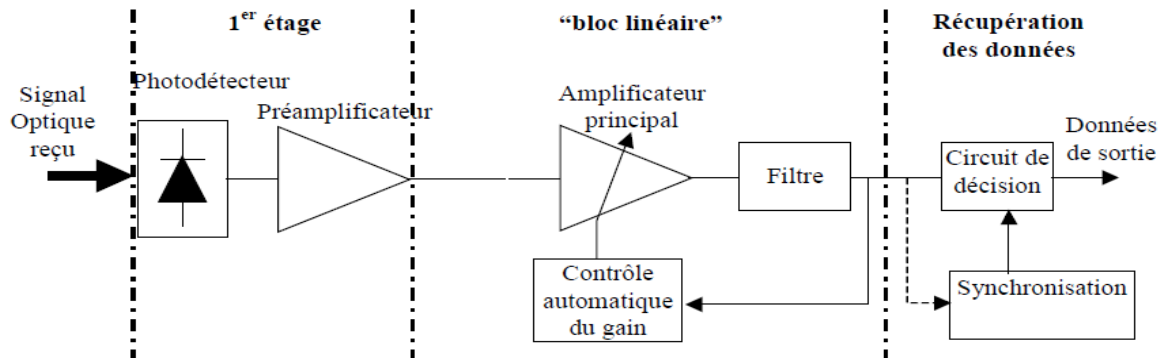 1er étage
“bloc linéaire”
Récupération
des données
Signal
Optique
reçu
Photodétecteur
Préamplificateur
Amplificateur
principal
Filtre
Contrôle
automatique
du gain
Circuit de
décision
Données
de sortie
Synchronisation